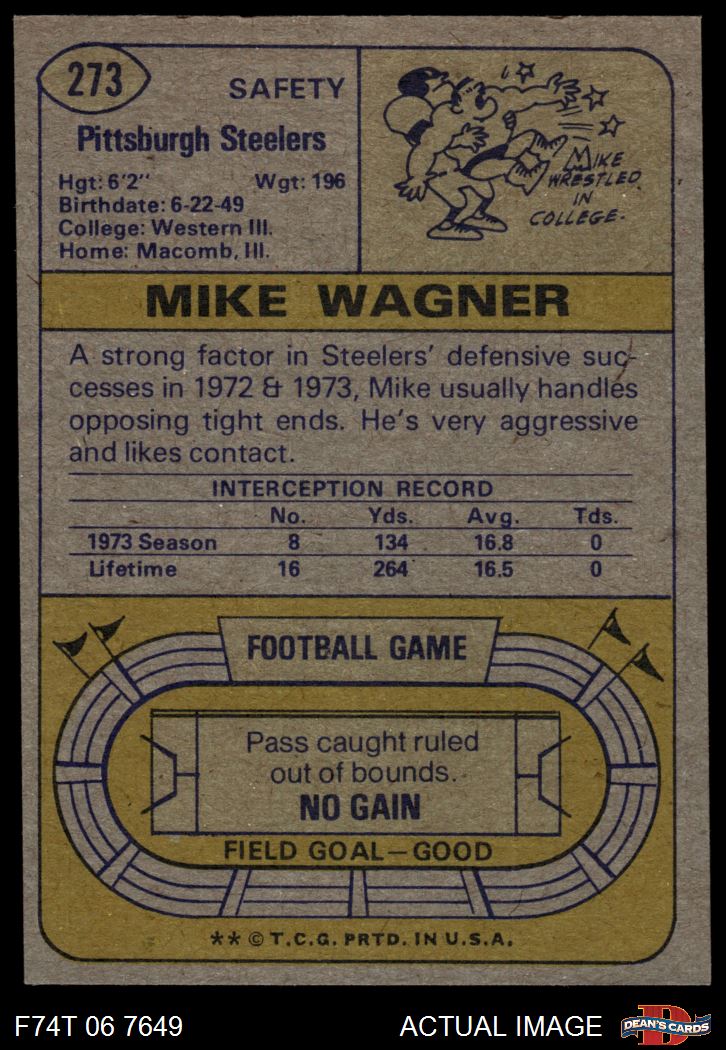 273
SAFETY
Pittsburgh Steelers
Hgt: 6'2" Wgt: 196
Birthdate: 6-22-49
College: Western Ill.
Home: Macomb, Ill.
MIKE
WRESTLED
IN
COLLEGE.
MIKE WAGNER
A strong factor in Steelers' defensive suc-
cesses in 1972 & 1973, Mike usually handles
opposing tight ends. He's very aggressive
and likes contact.
INTERCEPTION RECORD
No. Yds. Avg. Tds.
1973 Season 8 134 16.8 0
Lifetime 16 264 16.5 0
FOOTBALL GAME
Pass caught ruled
out of bounds.
NO GAIN
FIELD GOAL—GOOD
** © T.C.G. PRTD. IN U.S.A.
F74T 06 7649 ACTUAL IMAGE
D
DEAN'S CARDS